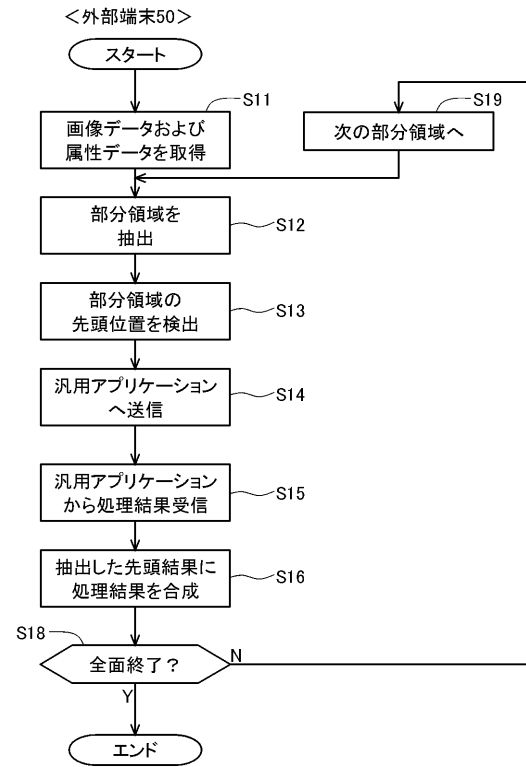 ＜外部端末50＞
スタート
S11
画像データおよび
属性データを取得
S19
次の部分領域へ
部分領域を
抽出
S12
部分領域の
先頭位置を検出
S13
汎用アプリケーション
へ送信
S14
汎用アプリケーション
から処理結果受信
S15
抽出した先頭結果に
処理結果を合成
S16
S18
全面終了？
N
Y
エンド